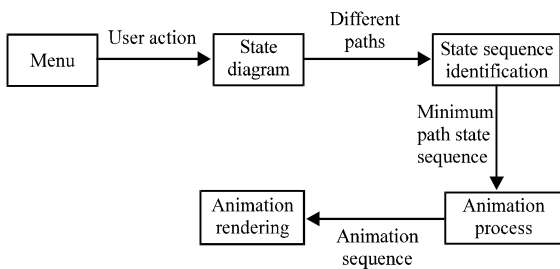 Menu
User action
State
diagram
Different
paths
State sequence
identification
Minimum
path state
sequence
Animation
process
Animation
sequence
Animation
rendering